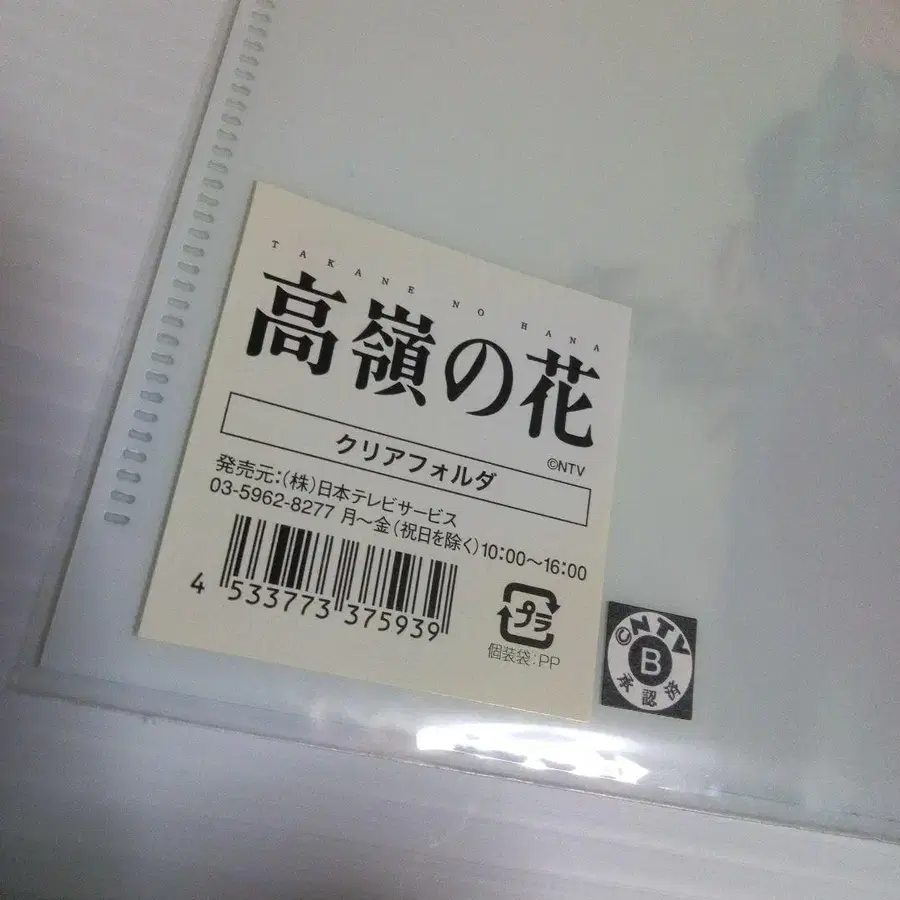 TAKANE NO HANA
高嶺の花
©NTV
クリアフォルダ
発売元:(株)日本テレビサービス
03-5962-8277 月〜金(祝日を除く)10:00〜16:00
4 533773 375939
プラ
個装袋:PP
©NTV
B
承認済